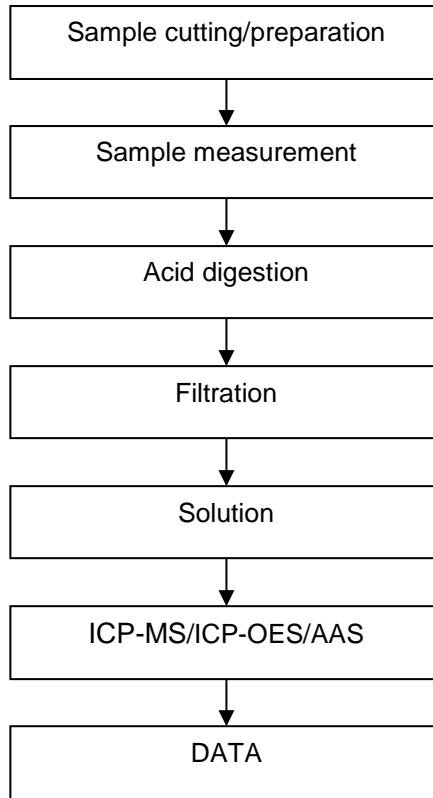 Sample cutting/preparation
Sample measurement
Acid digestion
Filtration
Solution
ICP-MS/ICP-OES/AAS
DATA